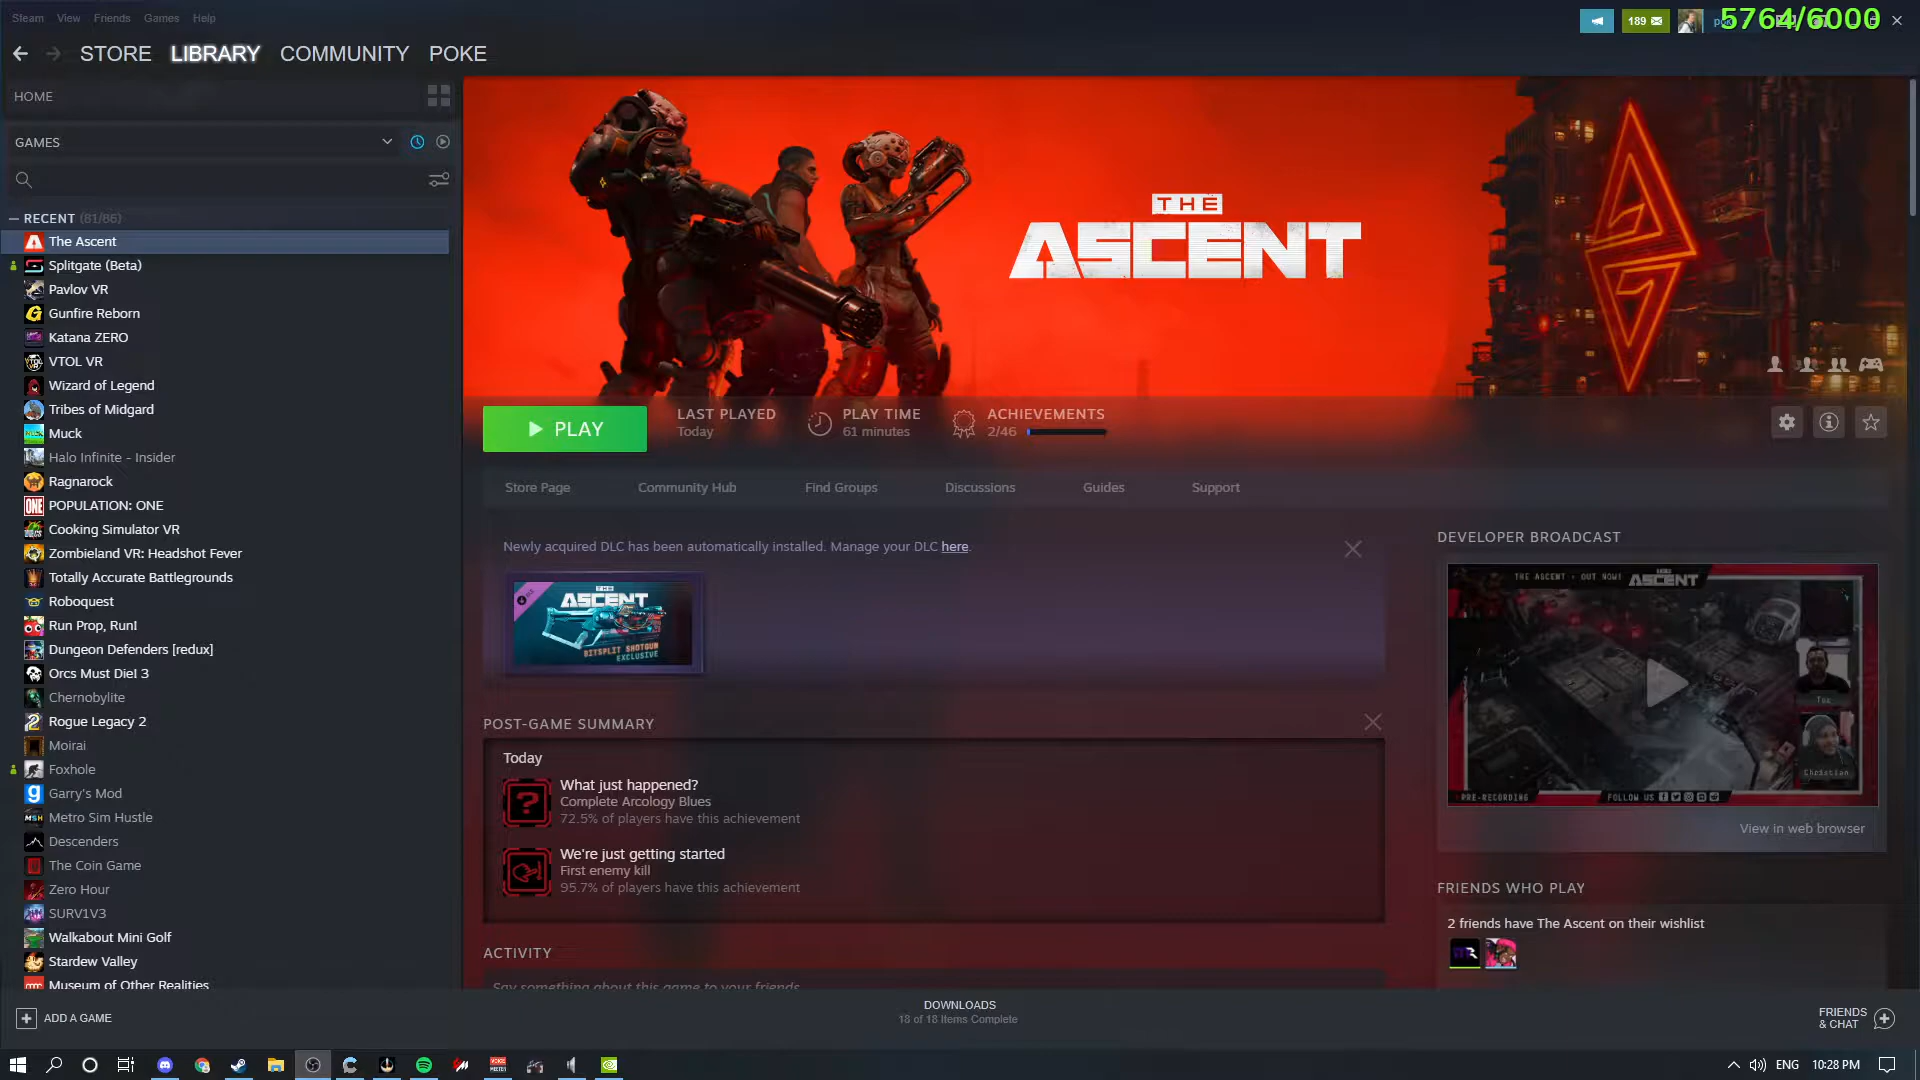 Steam View Friends Games Help
189
5764/6000
STORE LIBRARY COMMUNITY POKE
HOME
GAMES
RECENT (81/86)
The Ascent
Splitgate (Beta)
Pavlov VR
Gunfire Reborn
Katana ZERO
VTOL VR
Wizard of Legend
Tribes of Midgard
Muck
Halo Infinite - Insider
Ragnarock
POPULATION: ONE
Cooking Simulator VR
Zombieland VR: Headshot Fever
Totally Accurate Battlegrounds
Roboquest
Run Prop, Run!
Dungeon Defenders [redux]
Orcs Must Die! 3
Chernobylite
Rogue Legacy 2
Moirai
Foxhole
Garry's Mod
Metro Sim Hustle
Descenders
The Coin Game
Zero Hour
SURV1V3
Walkabout Mini Golf
Stardew Valley
Museum of Other Realities
ADD A GAME
THE
ASCENT
PLAY
LAST PLAYED
Today
PLAY TIME
61 minutes
ACHIEVEMENTS
2/46
Store Page Community Hub Find Groups Discussions Guides Support
Newly acquired DLC has been automatically installed. Manage your DLC here.
THE
ASCENT
BITSPLIT SHOTGUN
EXCLUSIVE
POST-GAME SUMMARY
Today
What just happened?
Complete Arcology Blues
72.5% of players have this achievement
We're just getting started
First enemy kill
95.7% of players have this achievement
ACTIVITY
Say something about this game to your friends
DEVELOPER BROADCAST
THE ASCENT - OUT NOW!
ASCENT
Christian
PRE-RECORDING
FOLLOW US
View in web browser
FRIENDS WHO PLAY
2 friends have The Ascent on their wishlist
DOWNLOADS
18 of 18 Items Complete
FRIENDS
& CHAT
ENG
10:28 PM